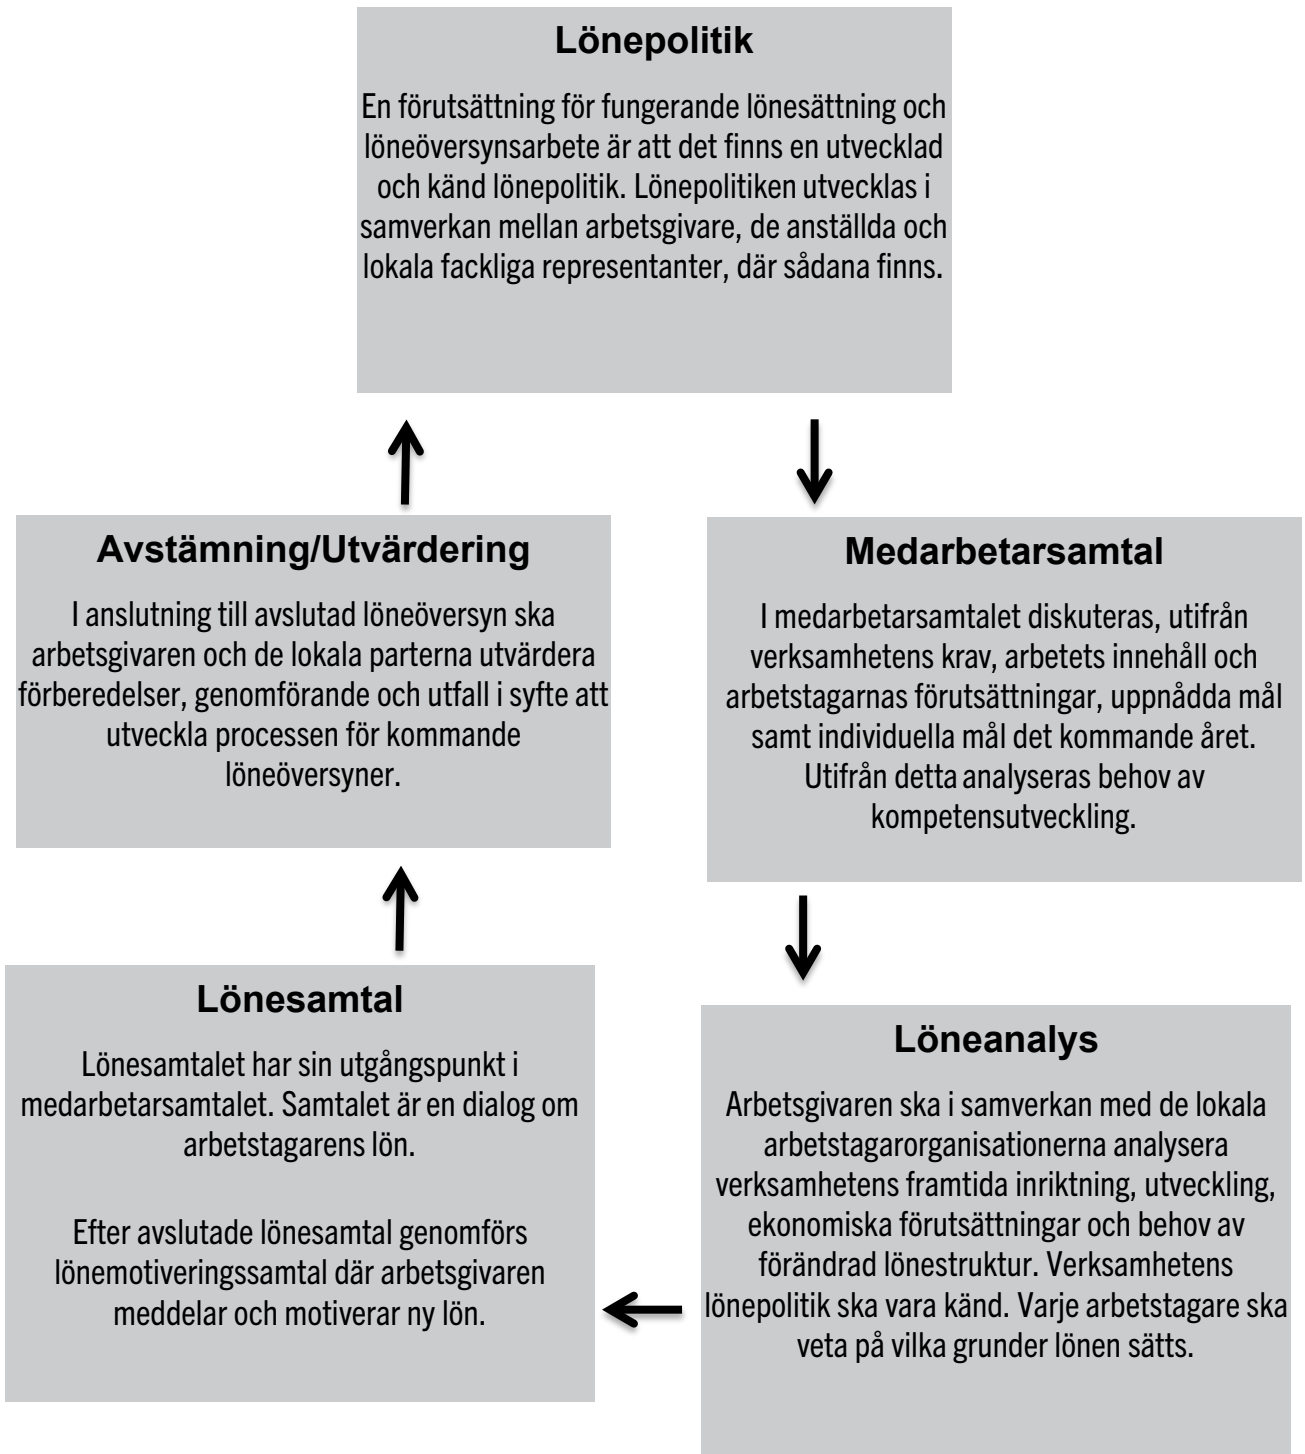 Lönepolitik
En förutsättning för fungerande lönesättning och
löneöversynsarbete är att det finns en utvecklad
och känd lönepolitik. Lönepolitiken utvecklas i
samverkan mellan arbetsgivare, de anställda och
lokala fackliga representanter, där sådana finns.
Avstämning/Utvärdering
I anslutning till avslutad löneöversyn ska
arbetsgivaren och de lokala parterna utvärdera
förberedelser, genomförande och utfall i syfte att
utveckla processen för kommande
löneöversyner.
Medarbetarsamtal
I medarbetarsamtalet diskuteras, utifrån
verksamhetens krav, arbetets innehåll och
arbetstagarnas förutsättningar, uppnådda mål
samt individuella mål det kommande året.
Utifrån detta analyseras behov av
kompetensutveckling.
Lönesamtal
Lönesamtalet har sin utgångspunkt i
medarbetarsamtalet. Samtalet är en dialog om
arbetstagarens lön.
Efter avslutade lönesamtal genomförs
lönemotiveringssamtal där arbetsgivaren
meddelar och motiverar ny lön.
Löneanalys
Arbetsgivaren ska i samverkan med de lokala
arbetstagarorganisationerna analysera
verksamhetens framtida inriktning, utveckling,
ekonomiska förutsättningar och behov av
förändrad lönestruktur. Verksamhetens
lönepolitik ska vara känd. Varje arbetstagare ska
veta på vilka grunder lönen sätts.